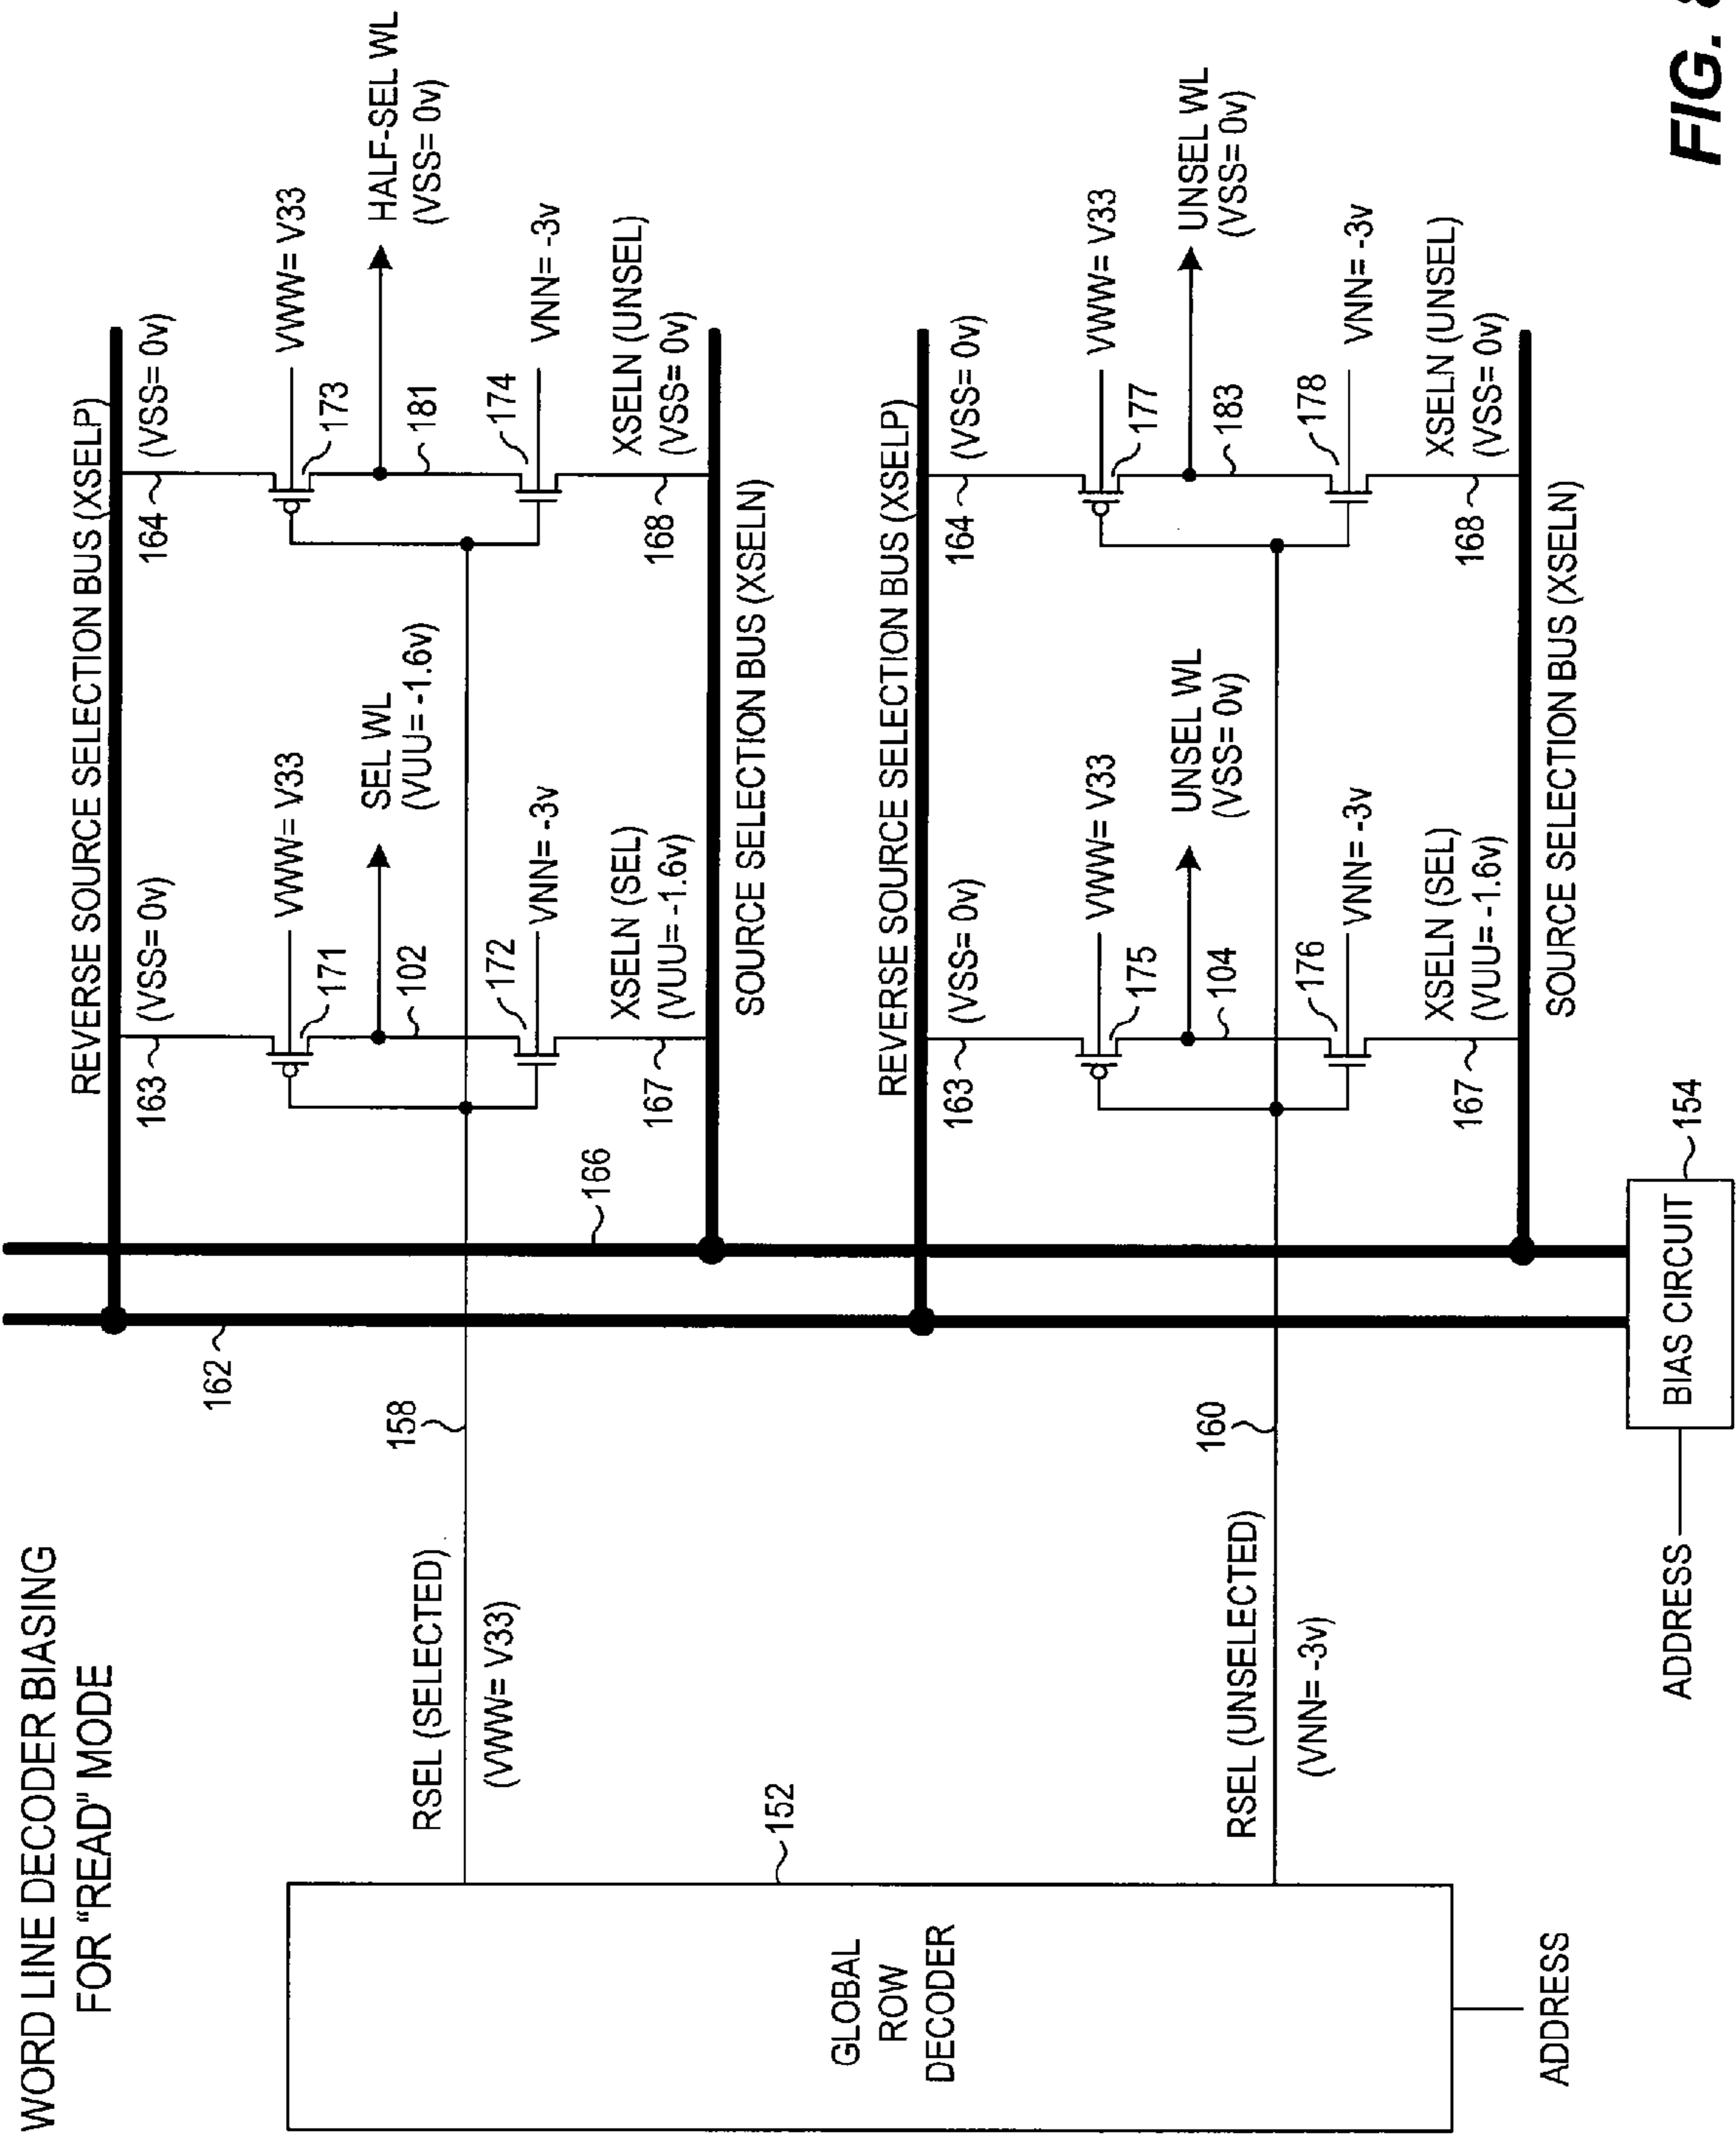 WORD LINE DECODER BIASING
FOR "READ" MODE
REVERSE SOURCE SELECTION BUS (XSELP)
163
(VSS= 0v)
164
(VSS= 0v)
VWW= V33
171
VWW= V33
173
SEL WL
(VUU= -1.6v)
HALF-SEL WL
(VSS= 0v)
102
181
RSEL (SELECTED)
(VWW= V33)
158
162
166
172
VNN= -3v
174
VNN= -3v
167
XSELN (SEL)
(VUU= -1.6v)
168
XSELN (UNSEL)
(VSS= 0v)
SOURCE SELECTION BUS (XSELN)
152
GLOBAL
ROW
DECODER
REVERSE SOURCE SELECTION BUS (XSELP)
163
(VSS= 0v)
164
(VSS= 0v)
VWW= V33
175
VWW= V33
177
UNSEL WL
(VSS= 0v)
UNSEL WL
(VSS= 0v)
104
183
RSEL (UNSELECTED)
(VNN= -3v)
160
176
VNN= -3v
178
VNN= -3v
167
XSELN (SEL)
(VUU= -1.6v)
168
XSELN (UNSEL)
(VSS= 0v)
SOURCE SELECTION BUS (XSELN)
ADDRESS
ADDRESS
BIAS CIRCUIT
154
FIG.